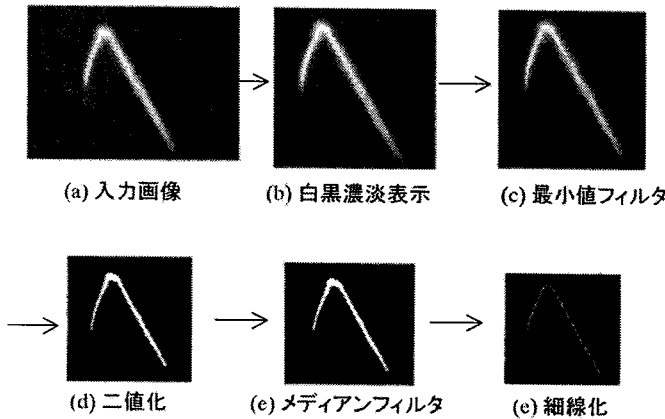 (a) 入力画像
(b) 白黒濃淡表示
(c) 最小値フィルタ
(d) 二値化
(e) メディアンフィルタ
(e) 細線化